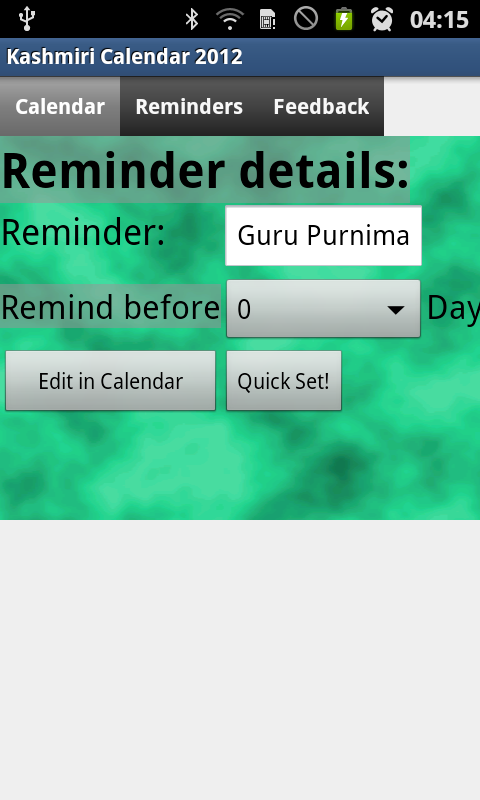 04:15
Kashmiri Calendar 2012
Calendar Reminders Feedback
Reminder details:
Reminder: Guru Purnima
Remind before 0 Day
Edit in Calendar Quick Set!